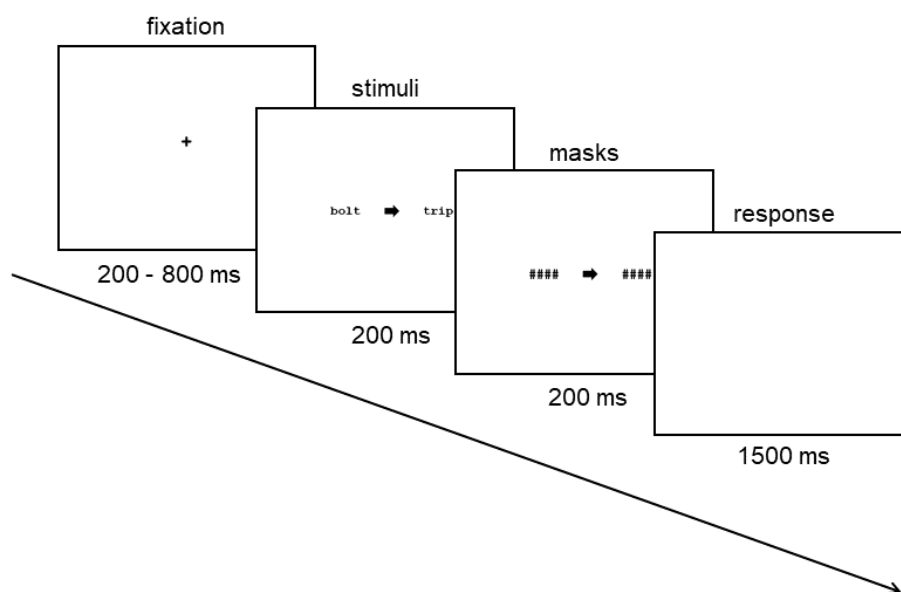 fixation
+
200 - 800 ms
stimuli
bolt trip
200 ms
masks
#### ####
200 ms
response
1500 ms